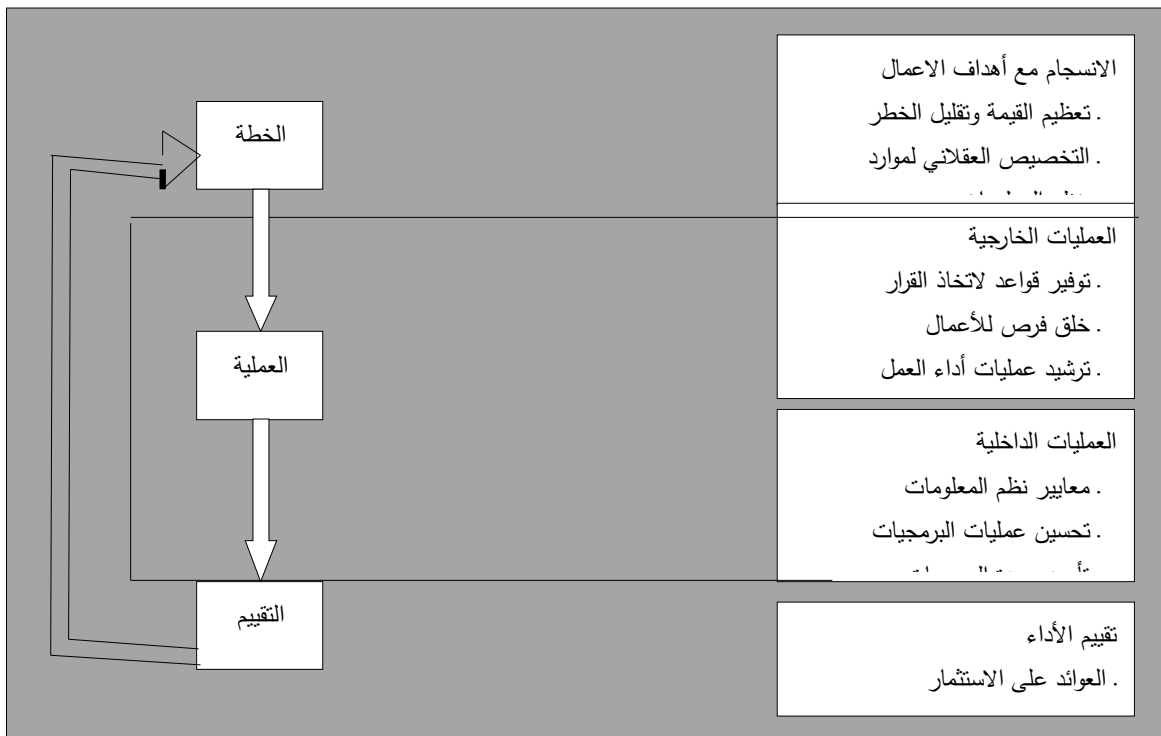 الانسجام مع أهداف الاعمال
. تعظيم القيمة وتقليل الخطر
. التخصيص العقلاني لموارد
العمليات الخارجية
. توفير قواعد لاتخاذ القرار
. خلق فرص للأعمال
. ترشيد عمليات أداء العمل
العمليات الداخلية
. معايير نظم المعلومات
. تحسين عمليات البرمجيات
تقييم الأداء
. العوائد على الاستثمار
الخطة
العملية
التقييم